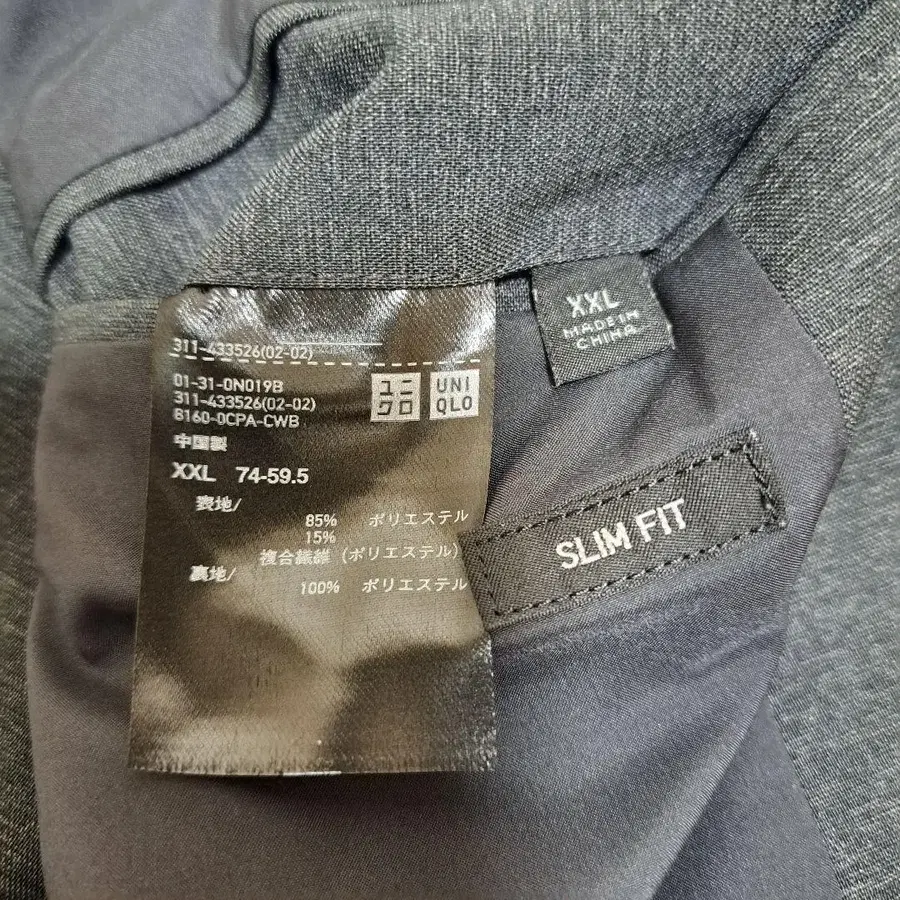 311-433526(02-02)
01-31-0N019B
311-433526(02-02)
8160-0CPA-CWB
ユニ
クロ
UNI
QLO
中国製
XXL 74-59.5
表地/
85% ポリエステル
15%
複合繊維(ポリエステル)
裏地/
100% ポリエステル
XXL
MADE IN
CHINA
SLIM FIT